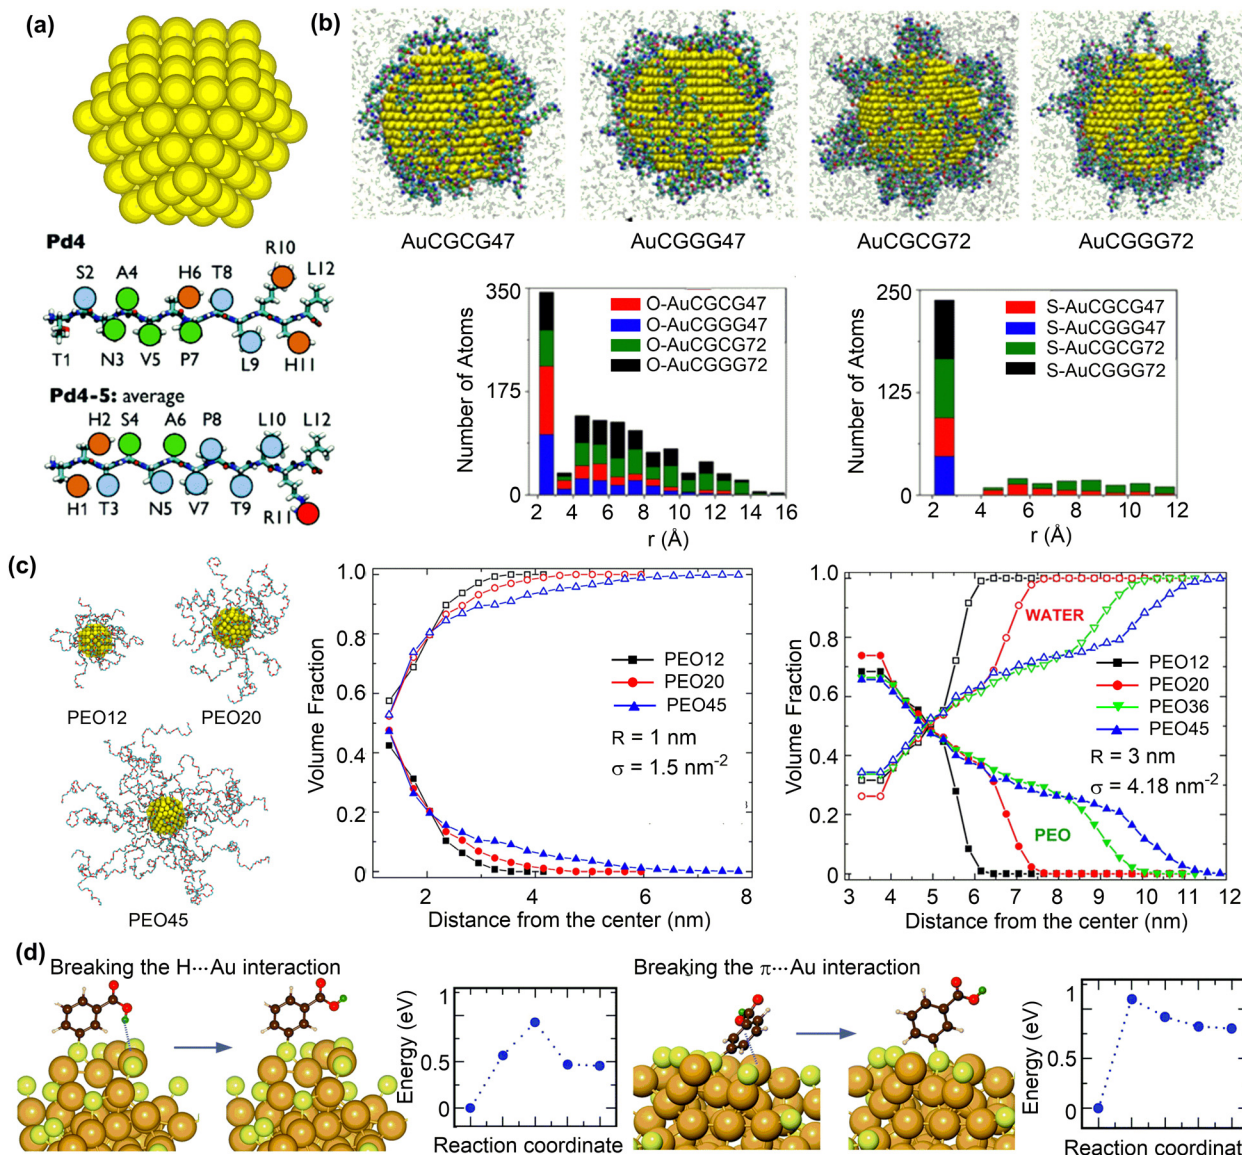 (a)
(b)
AuCGCG47
AuCGGG47
AuCGCG72
AuCGGG72
Pd4
R10
L12
S2
A4
H6
T8
T1
N3
V5
P7
L9
H11
Pd4-5: average
H2
S4
A6
P8
L10
L12
H1
T3
N5
V7
T9
R11
Number of Atoms
350
175
0
O-AuCGCG47
O-AuCGGG47
O-AuCGCG72
O-AuCGGG72
2 4 6 8 10 12 14 16
r (Å)
Number of Atoms
250
125
0
S-AuCGCG47
S-AuCGGG47
S-AuCGCG72
S-AuCGGG72
2 4 6 8 10 12
r (Å)
(c)
PEO12
PEO20
PEO45
Volume Fraction
1.0
0.8
0.6
0.4
0.2
0
PEO12
PEO20
PEO45
R = 1 nm
σ = 1.5 nm-2
2 4 6 8
Distance from the center (nm)
Volume Fraction
1.0
0.8
0.6
0.4
0.2
0
WATER
PEO12
PEO20
PEO36
PEO45
R = 3 nm
σ = 4.18 nm-2
PEO
3 4 5 6 7 8 9 10 11 12
Distance from the center (nm)
(d)
Breaking the H···Au interaction
Energy (eV)
1
0.5
0
Reaction coordinate
Breaking the π···Au interaction
Energy (eV)
1
0.5
0
Reaction coordinate